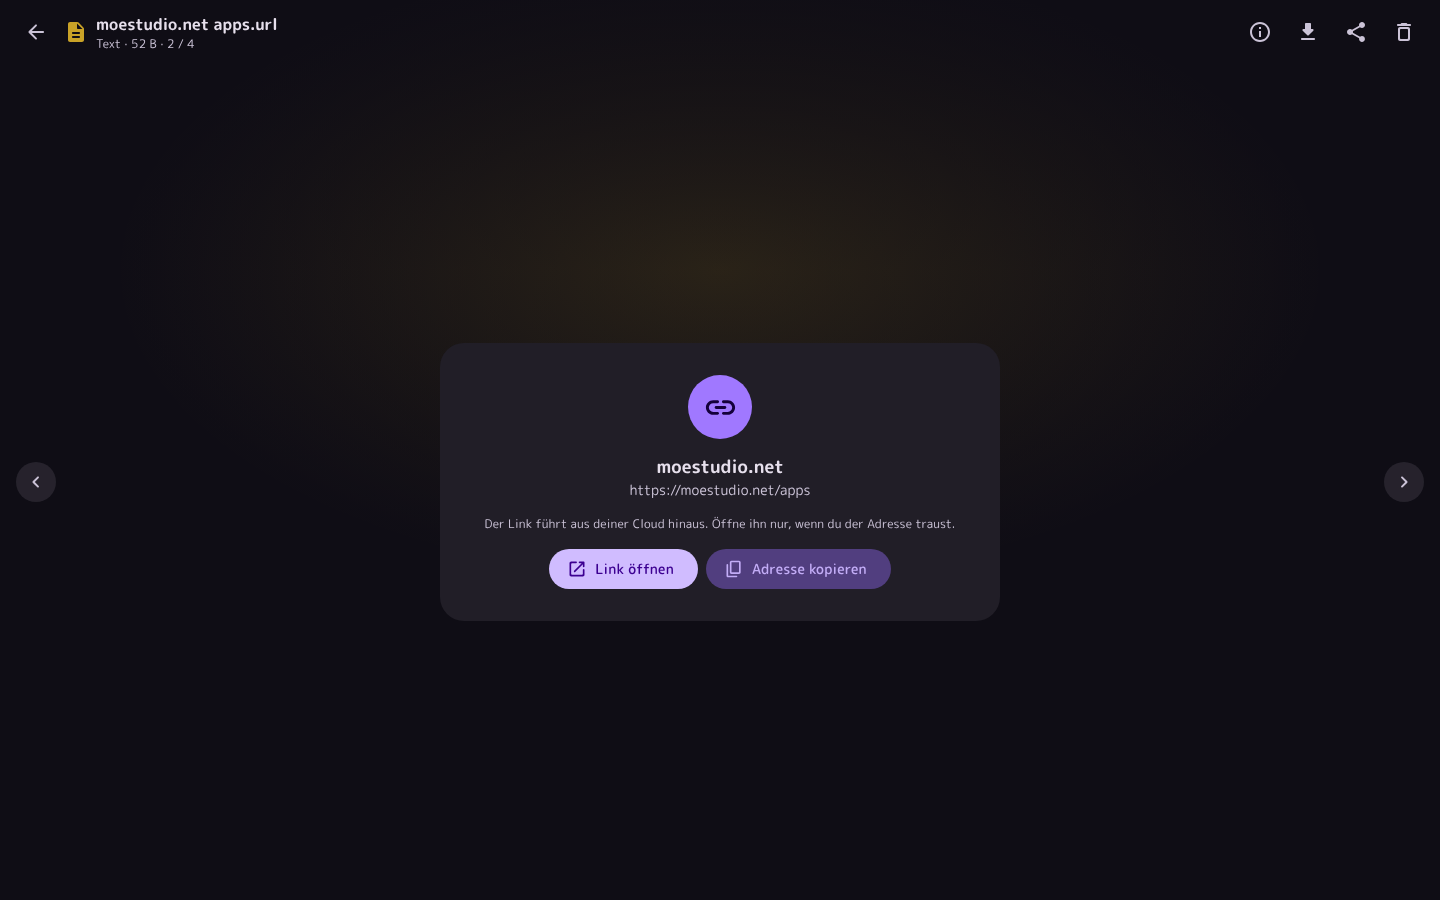 moestudio.net apps.url
Text · 52 B · 2 / 4
moestudio.net
https://moestudio.net/apps
Der Link führt aus deiner Cloud hinaus. Öffne ihn nur, wenn du der Adresse traust.
Link öffnen
Adresse kopieren